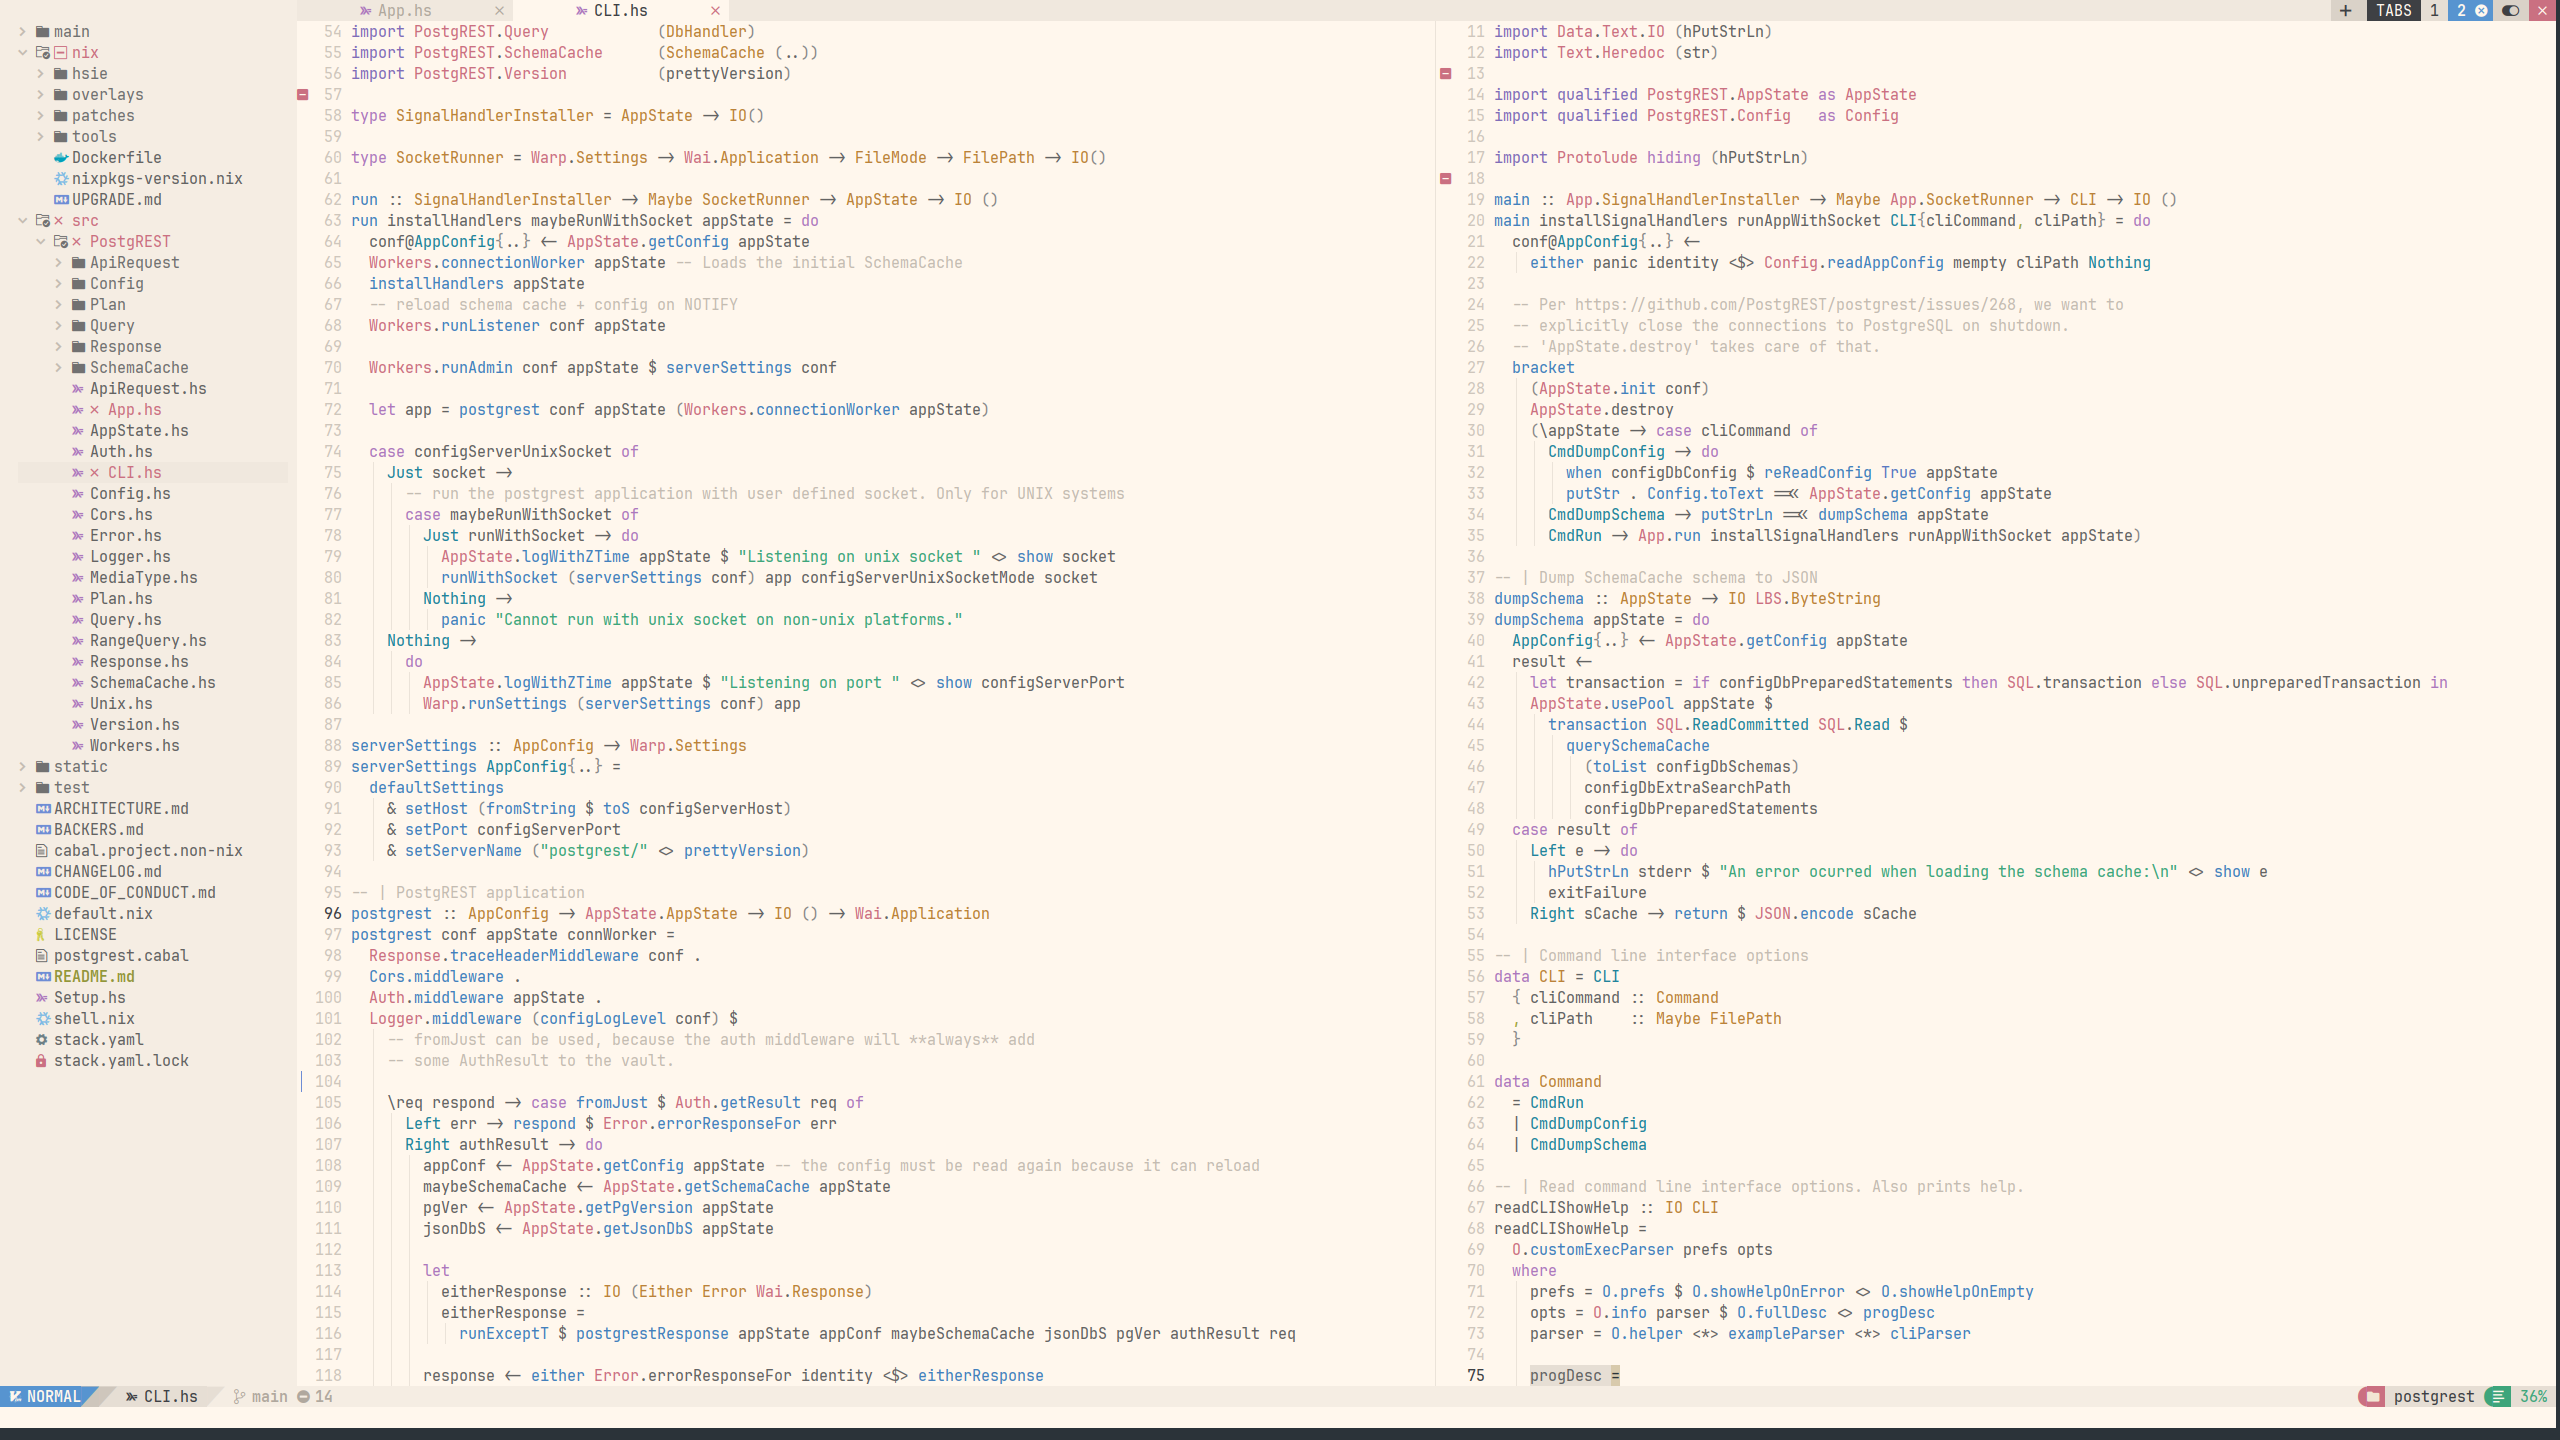 App.hs ×
CLI.hs ×
+ TABS 1 2 ×
main
nix
hsie
overlays
patches
tools
Dockerfile
nixpkgs-version.nix
UPGRADE.md
× src
× PostgREST
ApiRequest
Config
Plan
Query
Response
SchemaCache
ApiRequest.hs
× App.hs
AppState.hs
Auth.hs
× CLI.hs
Config.hs
Cors.hs
Error.hs
Logger.hs
MediaType.hs
Plan.hs
Query.hs
RangeQuery.hs
Response.hs
SchemaCache.hs
Unix.hs
Version.hs
Workers.hs
static
test
ARCHITECTURE.md
BACKERS.md
cabal.project.non-nix
CHANGELOG.md
CODE_OF_CONDUCT.md
default.nix
LICENSE
postgrest.cabal
README.md
Setup.hs
shell.nix
stack.yaml
stack.yaml.lock
54 import PostgREST.Query            (DbHandler)
55 import PostgREST.SchemaCache      (SchemaCache (..))
56 import PostgREST.Version          (prettyVersion)
57
58 type SignalHandlerInstaller = AppState -> IO()
59
60 type SocketRunner = Warp.Settings -> Wai.Application -> FileMode -> FilePath -> IO()
61
62 run :: SignalHandlerInstaller -> Maybe SocketRunner -> AppState -> IO ()
63 run installHandlers maybeRunWithSocket appState = do
64   conf@AppConfig{..} <- AppState.getConfig appState
65   Workers.connectionWorker appState -- Loads the initial SchemaCache
66   installHandlers appState
67   -- reload schema cache + config on NOTIFY
68   Workers.runListener conf appState
69
70   Workers.runAdmin conf appState $ serverSettings conf
71
72   let app = postgrest conf appState (Workers.connectionWorker appState)
73
74   case configServerUnixSocket of
75     Just socket ->
76       -- run the postgrest application with user defined socket. Only for UNIX systems
77       case maybeRunWithSocket of
78         Just runWithSocket -> do
79           AppState.logWithZTime appState $ "Listening on unix socket " <> show socket
80           runWithSocket (serverSettings conf) app configServerUnixSocketMode socket
81         Nothing ->
82           panic "Cannot run with unix socket on non-unix platforms."
83     Nothing ->
84       do
85         AppState.logWithZTime appState $ "Listening on port " <> show configServerPort
86         Warp.runSettings (serverSettings conf) app
87
88 serverSettings :: AppConfig -> Warp.Settings
89 serverSettings AppConfig{..} =
90   defaultSettings
91     & setHost (fromString $ toS configServerHost)
92     & setPort configServerPort
93     & setServerName ("postgrest/" <> prettyVersion)
94
95 -- | PostgREST application
96 postgrest :: AppConfig -> AppState.AppState -> IO () -> Wai.Application
97 postgrest conf appState connWorker =
98   Response.traceHeaderMiddleware conf .
99   Cors.middleware .
100   Auth.middleware appState .
101   Logger.middleware (configLogLevel conf) $
102     -- fromJust can be used, because the auth middleware will **always** add
103     -- some AuthResult to the vault.
104
105     \req respond -> case fromJust $ Auth.getResult req of
106       Left err -> respond $ Error.errorResponseFor err
107       Right authResult -> do
108         appConf <- AppState.getConfig appState -- the config must be read again because it can reload
109         maybeSchemaCache <- AppState.getSchemaCache appState
110         pgVer <- AppState.getPgVersion appState
111         jsonDbS <- AppState.getJsonDbS appState
112
113         let
114           eitherResponse :: IO (Either Error Wai.Response)
115           eitherResponse =
116             runExceptT $ postgrestResponse appState appConf maybeSchemaCache jsonDbS pgVer authResult req
117
118         response <- either Error.errorResponseFor identity <$> eitherResponse
11 import Data.Text.IO (hPutStrLn)
12 import Text.Heredoc (str)
13
14 import qualified PostgREST.AppState as AppState
15 import qualified PostgREST.Config   as Config
16
17 import Protolude hiding (hPutStrLn)
18
19 main :: App.SignalHandlerInstaller -> Maybe App.SocketRunner -> CLI -> IO ()
20 main installSignalHandlers runAppWithSocket CLI{cliCommand, cliPath} = do
21   conf@AppConfig{..} <-
22     either panic identity <$> Config.readAppConfig mempty cliPath Nothing
23
24   -- Per https://github.com/PostgREST/postgrest/issues/268, we want to
25   -- explicitly close the connections to PostgreSQL on shutdown.
26   -- 'AppState.destroy' takes care of that.
27   bracket
28     (AppState.init conf)
29     AppState.destroy
30     (\appState -> case cliCommand of
31       CmdDumpConfig -> do
32         when configDbConfig $ reReadConfig True appState
33         putStr . Config.toText =<< AppState.getConfig appState
34       CmdDumpSchema -> putStrLn =<< dumpSchema appState
35       CmdRun -> App.run installSignalHandlers runAppWithSocket appState)
36
37 -- | Dump SchemaCache schema to JSON
38 dumpSchema :: AppState -> IO LBS.ByteString
39 dumpSchema appState = do
40   AppConfig{..} <- AppState.getConfig appState
41   result <-
42     let transaction = if configDbPreparedStatements then SQL.transaction else SQL.unpreparedTransaction in
43     AppState.usePool appState $
44       transaction SQL.ReadCommitted SQL.Read $
45         querySchemaCache
46           (toList configDbSchemas)
47           configDbExtraSearchPath
48           configDbPreparedStatements
49   case result of
50     Left e -> do
51       hPutStrLn stderr $ "An error ocurred when loading the schema cache:\n" <> show e
52       exitFailure
53     Right sCache -> return $ JSON.encode sCache
54
55 -- | Command line interface options
56 data CLI = CLI
57   { cliCommand :: Command
58   , cliPath    :: Maybe FilePath
59   }
60
61 data Command
62   = CmdRun
63   | CmdDumpConfig
64   | CmdDumpSchema
65
66 -- | Read command line interface options. Also prints help.
67 readCLIShowHelp :: IO CLI
68 readCLIShowHelp =
69   O.customExecParser prefs opts
70   where
71     prefs = O.prefs $ O.showHelpOnError <> O.showHelpOnEmpty
72     opts = O.info parser $ O.fullDesc <> progDesc
73     parser = O.helper <*> exampleParser <*> cliParser
74
75     progDesc =
NORMAL CLI.hs main 14
postgrest 36%